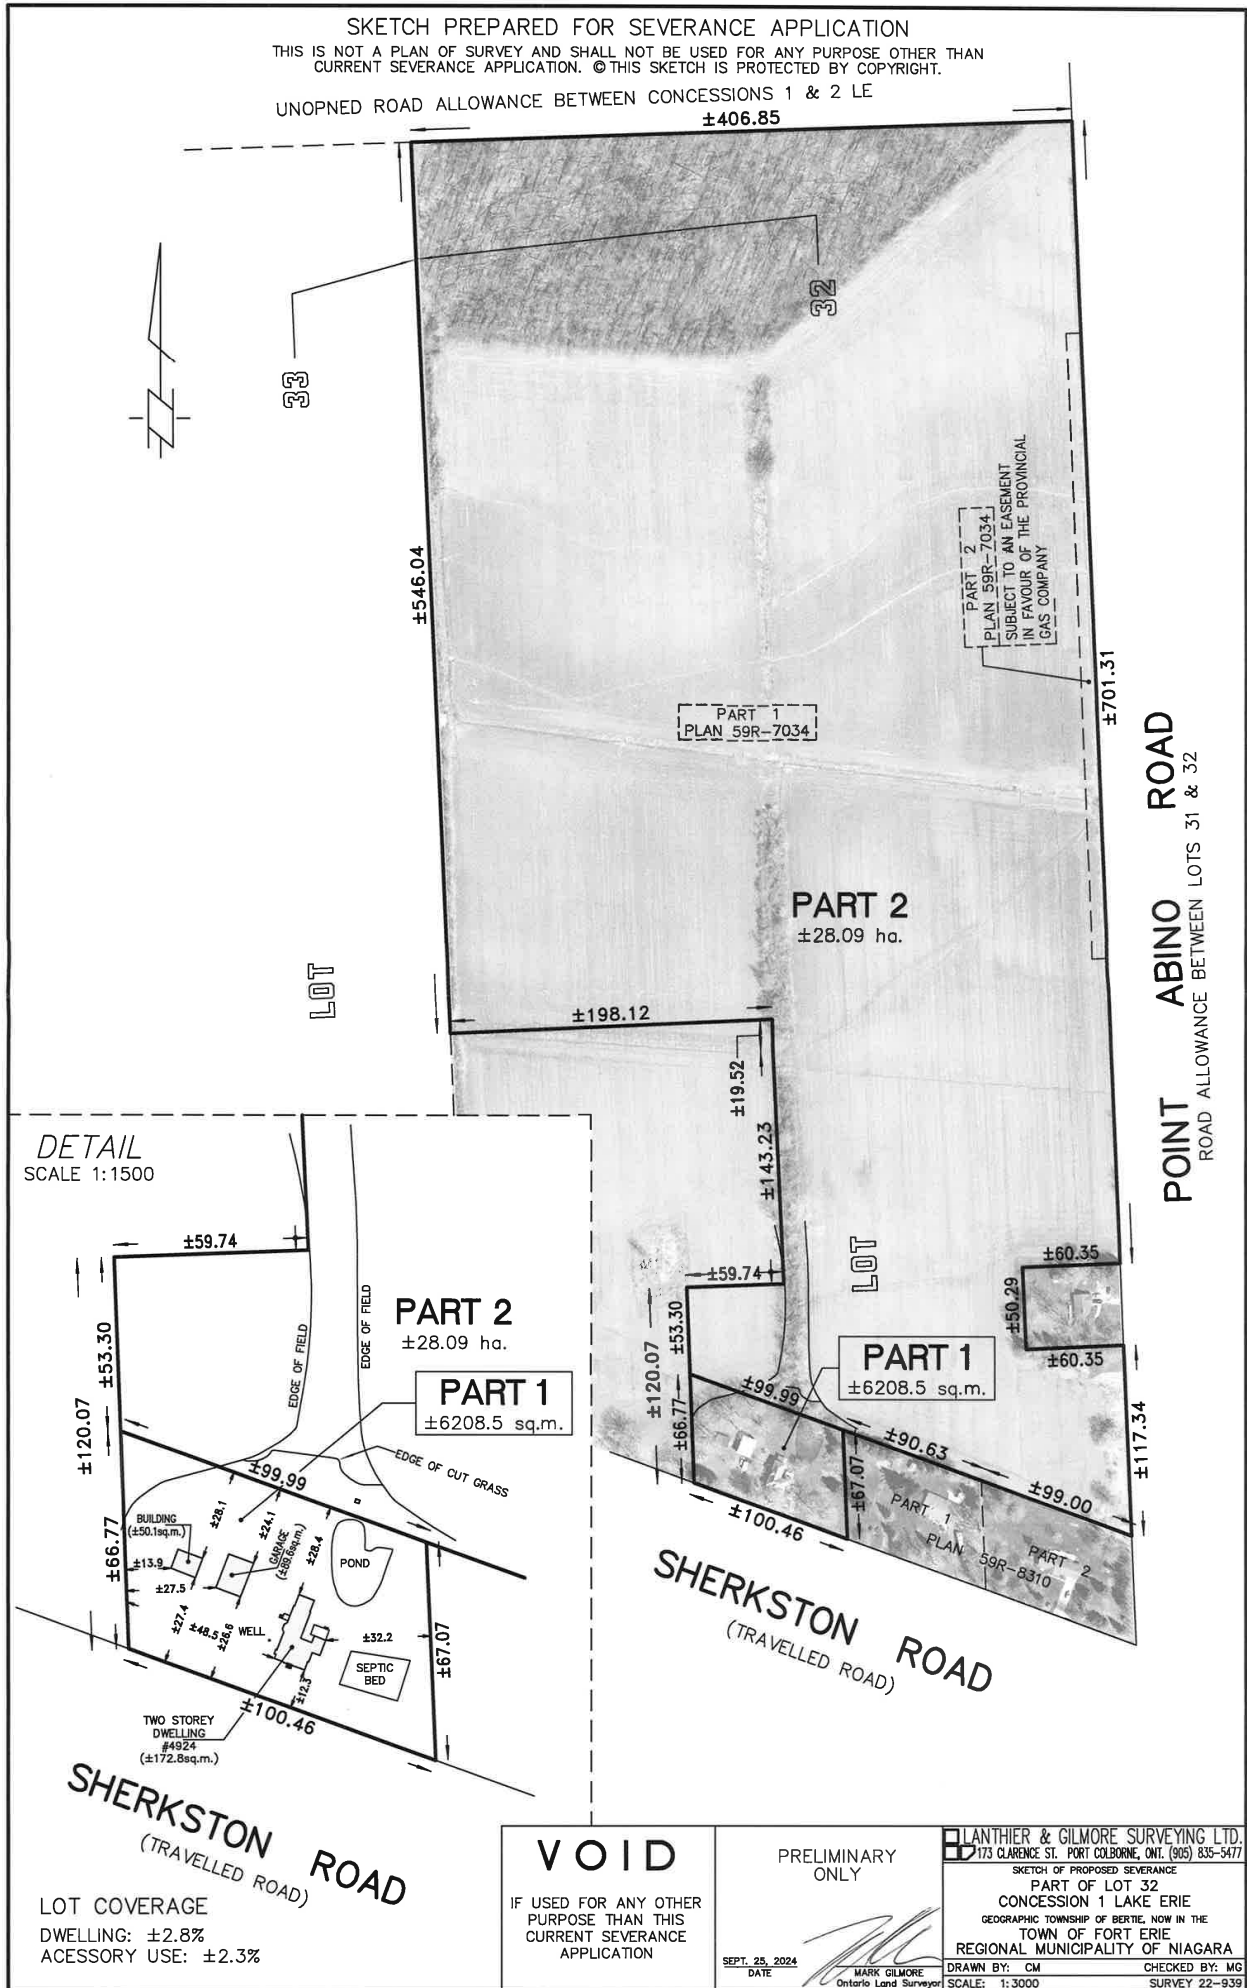 SKETCH PREPARED FOR SEVERANCE APPLICATION
THIS IS NOT A PLAN OF SURVEY AND SHALL NOT BE USED FOR ANY PURPOSE OTHER THAN
CURRENT SEVERANCE APPLICATION. © THIS SKETCH IS PROTECTED BY COPYRIGHT.
UNOPNED ROAD ALLOWANCE BETWEEN CONCESSIONS 1 & 2 LE
±406.85
33
32
±546.04
PART 2
PLAN 59R-7034
SUBJECT TO AN EASEMENT
IN FAVOUR OF THE PROVINCIAL
GAS COMPANY
±701.31
PART 1
PLAN 59R-7034
POINT ABINO ROAD
ROAD ALLOWANCE BETWEEN LOTS 31 & 32
PART 2
±28.09 ha.
LOT
±198.12
±19.52
±143.23
LOT
±60.35
±50.29
±60.35
±59.74
±53.30
±120.07
±66.77
±99.99
PART 1
±6208.5 sq.m.
±90.63
±99.00
±117.34
±67.07
±100.46
PART 1
PLAN 59R-8310
PART 2
SHERKSTON ROAD
(TRAVELLED ROAD)
DETAIL
SCALE 1:1500
±59.74
±53.30
±120.07
±66.77
EDGE OF FIELD
EDGE OF FIELD
PART 2
±28.09 ha.
PART 1
±6208.5 sq.m.
±99.99
EDGE OF CUT GRASS
BUILDING
(±50.1sq.m.)
±28.1
±24.1
GARAGE
(±89.6sq.m.)
±28.4
POND
±13.9
±27.5
±27.4
±48.5
±26.6
WELL
±32.2
SEPTIC
BED
±12.3
±67.07
±100.46
TWO STOREY
DWELLING
#4924
(±172.8sq.m.)
SHERKSTON ROAD
(TRAVELLED ROAD)
LOT COVERAGE
DWELLING: ±2.8%
ACESSORY USE: ±2.3%
VOID
IF USED FOR ANY OTHER
PURPOSE THAN THIS
CURRENT SEVERANCE
APPLICATION
PRELIMINARY
ONLY
SEPT. 25, 2024
DATE
MARK GILMORE
Ontario Land Surveyor
LANTHIER & GILMORE SURVEYING LTD.
173 CLARENCE ST. PORT COLBORNE, ONT. (905) 835-5477
SKETCH OF PROPOSED SEVERANCE
PART OF LOT 32
CONCESSION 1 LAKE ERIE
GEOGRAPHIC TOWNSHIP OF BERTIE, NOW IN THE
TOWN OF FORT ERIE
REGIONAL MUNICIPALITY OF NIAGARA
DRAWN BY: CM CHECKED BY: MG
SCALE: 1:3000 SURVEY 22-939